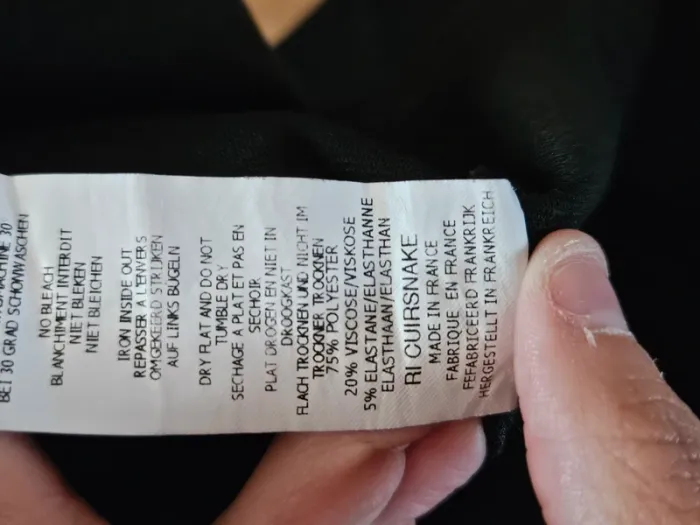 BEI 30 GRAD SCHONWASCHEN
NO BLEACH
BLANCHIMENT INTERDIT
NIET BLEKEN
NIET BLEICHEN
IRON INSIDE OUT
REPASSER A L'ENVERS
OMGEKEERD STRIJKEN
AUF LINKS BUGELN
DRY FLAT AND DO NOT
TUMBLE DRY
SECHAGE A PLAT ET PAS EN
SECHOIR
PLAT DROGEN EN NIET IN
DROOGKAST
FLACH TROCKNEN UND NICHT IM
TROCKNER TROCKNEN
75% POLYESTER
20% VISCOSE/VISKOSE
5% ELASTANE/ELASTHANNE
ELASTHAAN/ELASTHAN
RI CUIRSNAKE
MADE IN FRANCE
FABRIQUE EN FRANCE
FEFABRICEERD FRANKRIJK
HERGESTELLT IN FRANKREICH